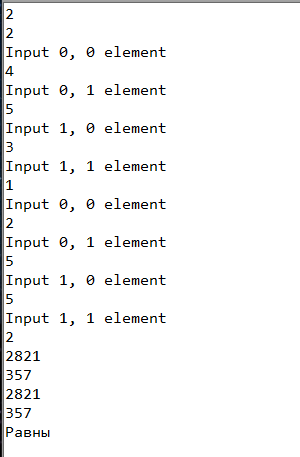 2
2
Input 0, 0 element
4
Input 0, 1 element
5
Input 1, 0 element
3
Input 1, 1 element
1
Input 0, 0 element
2
Input 0, 1 element
5
Input 1, 0 element
5
Input 1, 1 element
2
2821
357
2821
357
Равны